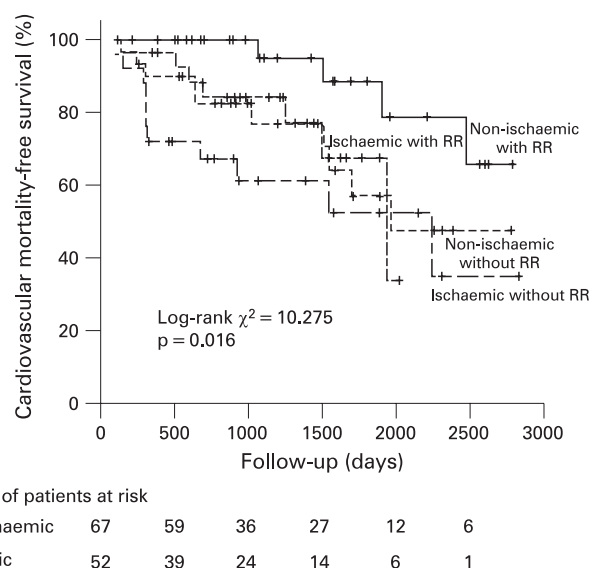 Cardiovascular mortality-free survival (%)
100
80
60
40
20
0
Ischaemic with RR
Non-ischaemic
with RR
Non-ischaemic
without RR
Ischaemic without RR
Log-rank χ² = 10.275
p = 0.016
0 500 1000 1500 2000 2500 3000
Follow-up (days)
of patients at risk
haemic 67 59 36 27 12 6
ic 52 39 24 14 6 1